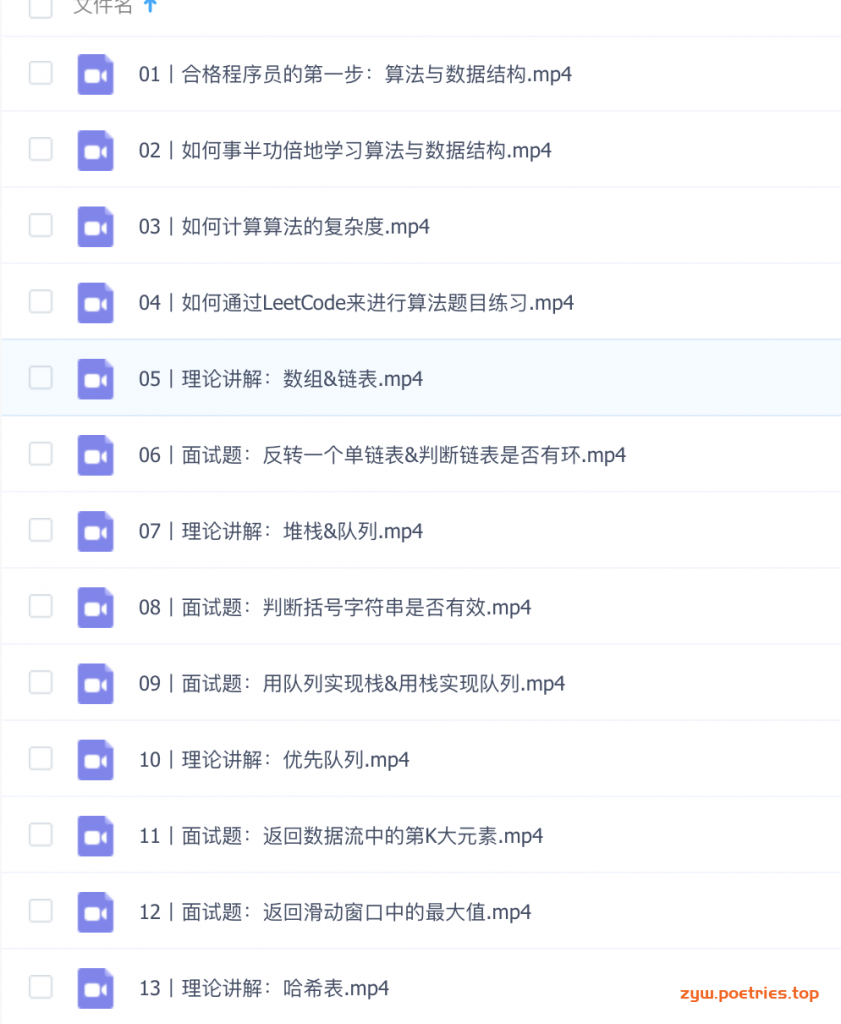 文件名
01丨合格程序员的第一步：算法与数据结构.mp4
02丨如何事半功倍地学习算法与数据结构.mp4
03丨如何计算算法的复杂度.mp4
04丨如何通过LeetCode来进行算法题目练习.mp4
05丨理论讲解：数组&链表.mp4
06丨面试题：反转一个单链表&判断链表是否有环.mp4
07丨理论讲解：堆栈&队列.mp4
08丨面试题：判断括号字符串是否有效.mp4
09丨面试题：用队列实现栈&用栈实现队列.mp4
10丨理论讲解：优先队列.mp4
11丨面试题：返回数据流中的第K大元素.mp4
12丨面试题：返回滑动窗口中的最大值.mp4
13丨理论讲解：哈希表.mp4
zyw.poetries.top